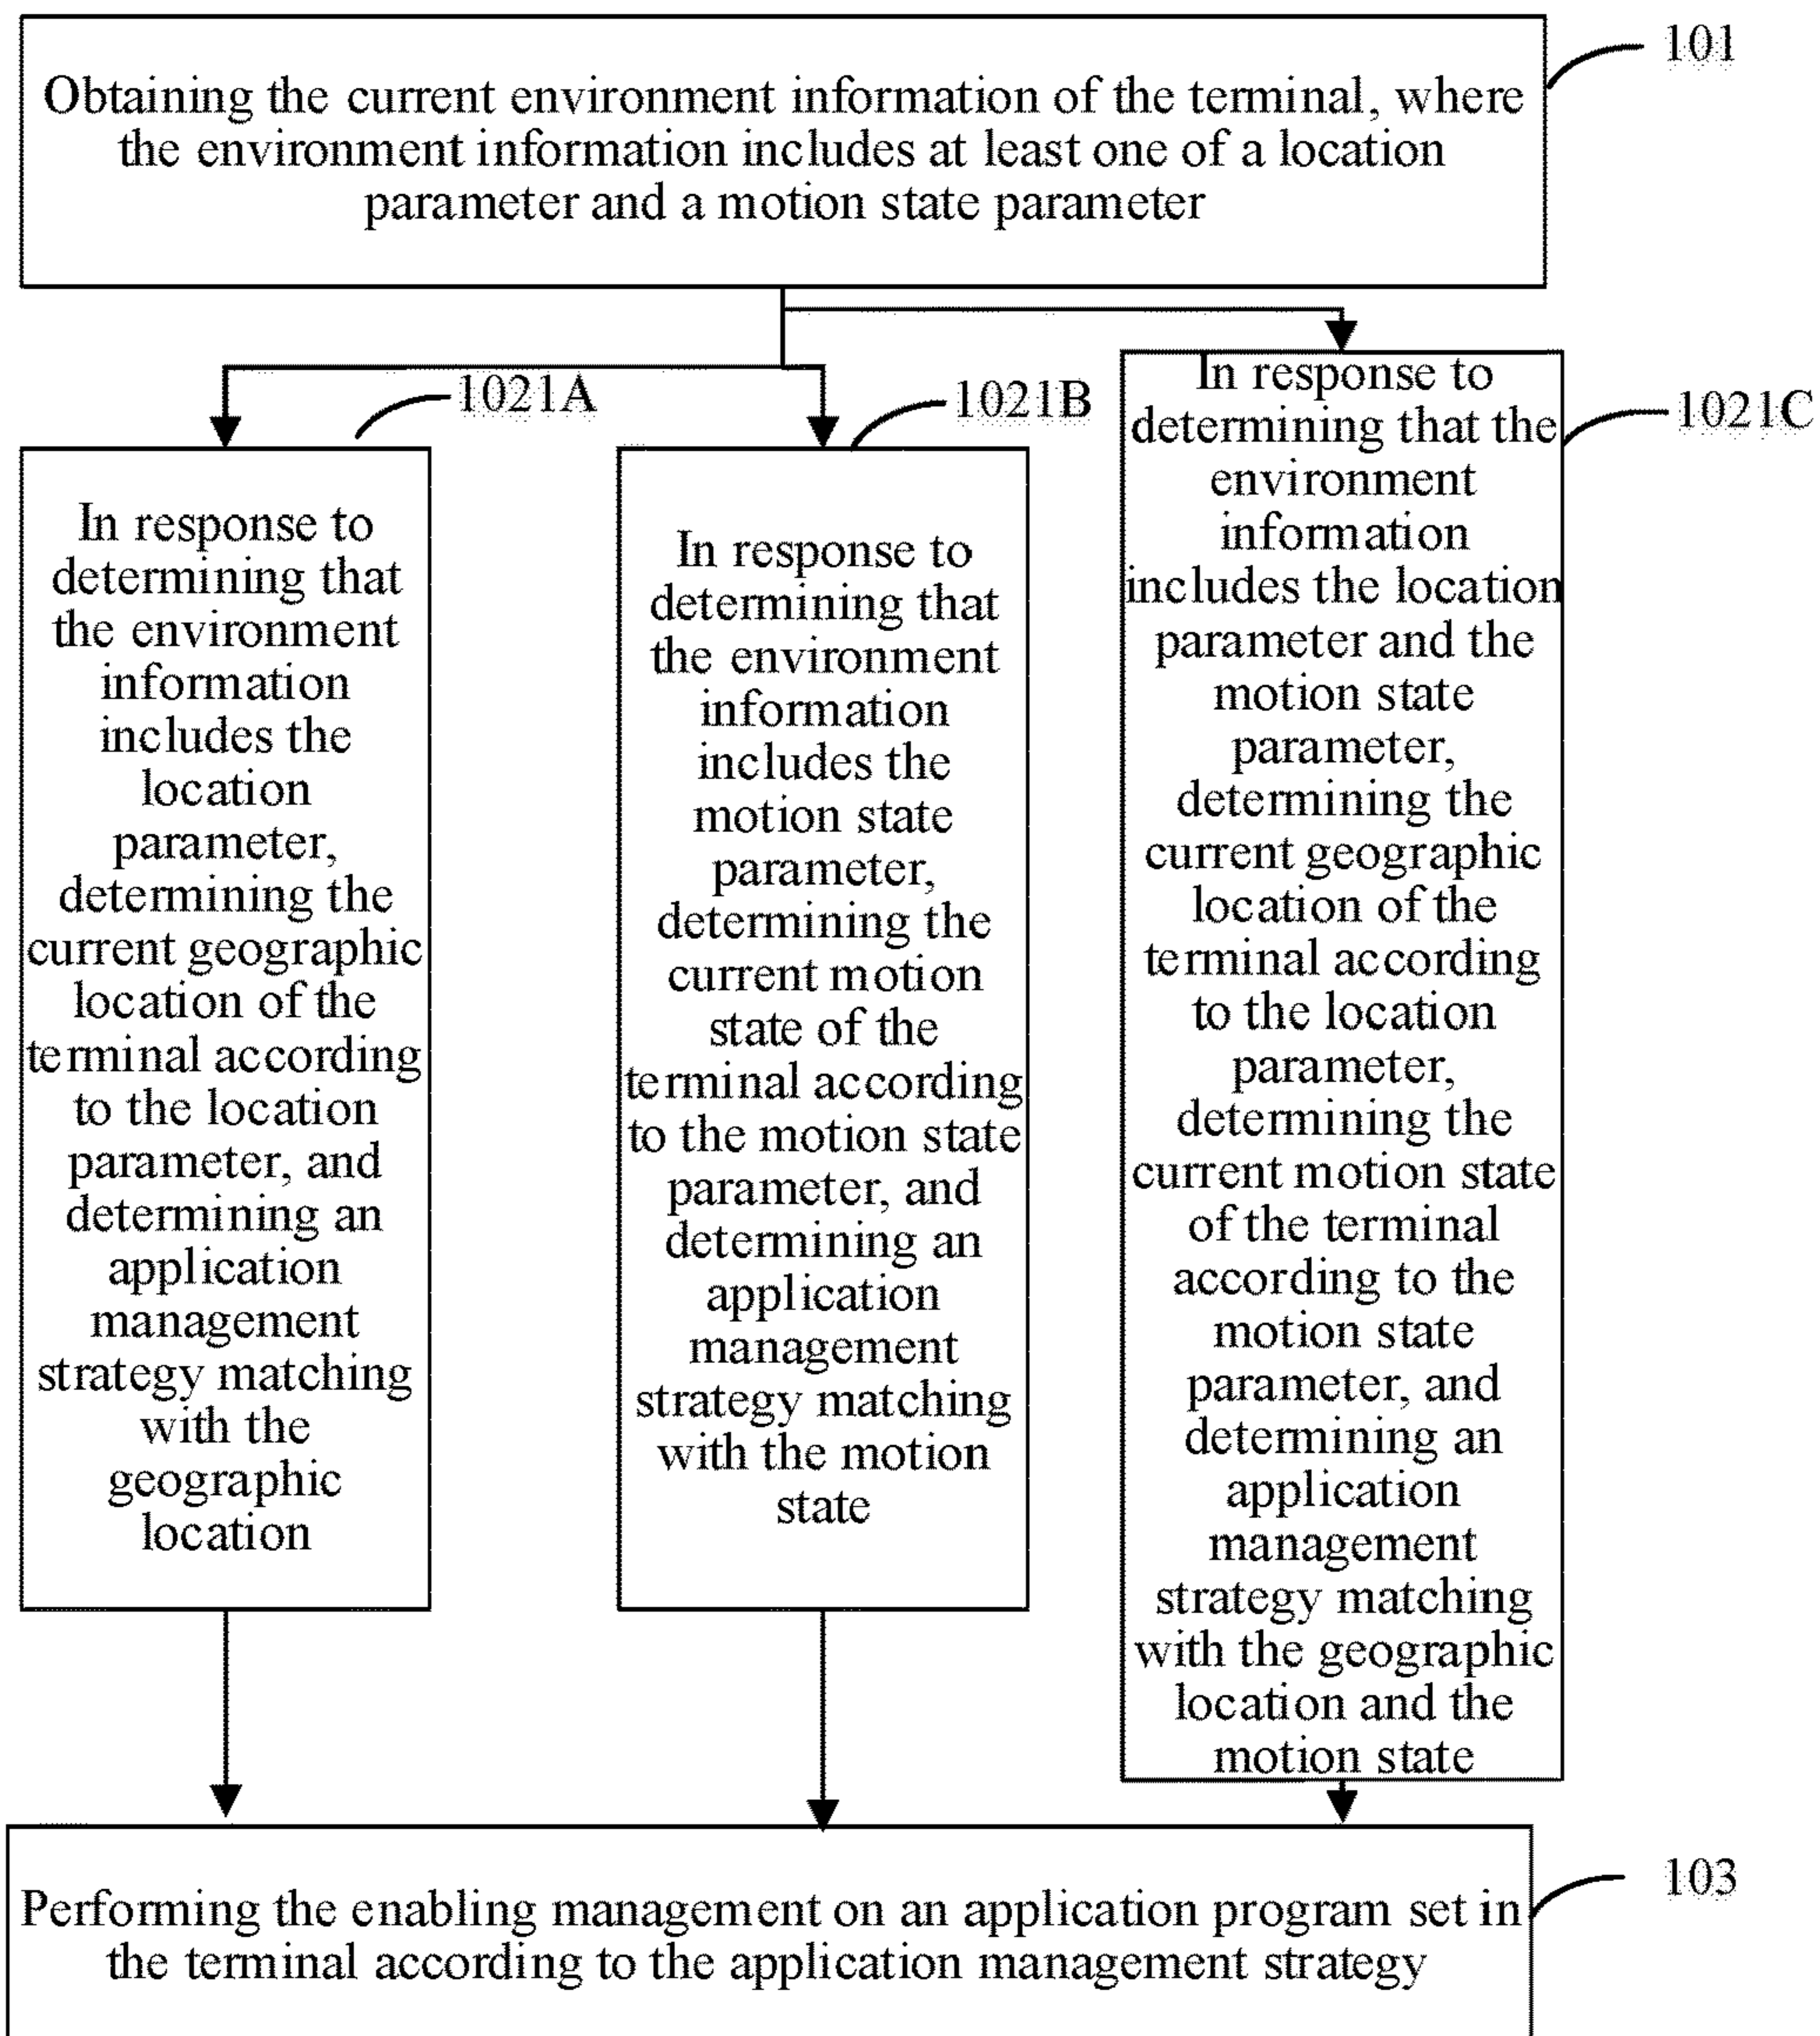 101
Obtaining the current environment information of the terminal, where
the environment information includes at least one of a location
parameter and a motion state parameter
1021A
In response to
determining that
the environment
information
includes the
location
parameter,
determining the
current geographic
location of the
terminal according
to the location
parameter, and
determining an
application
management
strategy matching
with the
geographic
location
1021B
In response to
determining that
the environment
information
includes the
motion state
parameter,
determining the
current motion
state of the
terminal according
to the motion state
parameter, and
determining an
application
management
strategy matching
with the motion
state
1021C
In response to
determining that the
environment
information
includes the location
parameter and the
motion state
parameter,
determining the
current geographic
location of the
terminal according
to the location
parameter,
determining the
current motion state
of the terminal
according to the
motion state
parameter, and
determining an
application
management
strategy matching
with the geographic
location and the
motion state
103
Performing the enabling management on an application program set in
the terminal according to the application management strategy